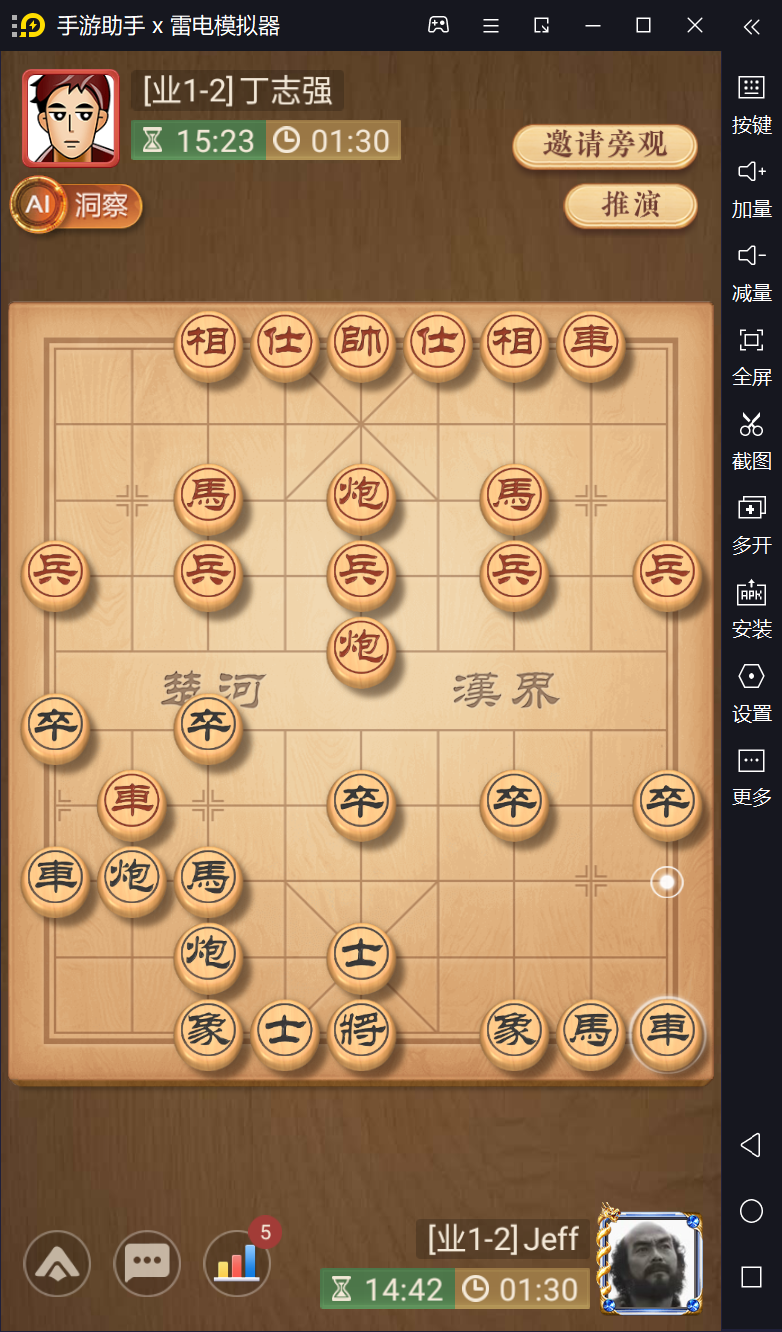 手游助手 x 雷电模拟器
[业1-2]丁志强
15:23 01:30
邀请旁观
AI 洞察
推演
按键
加量
减量
全屏
截图
多开
APK
安装
设置
更多
相 仕 帥 仕 相 車
馬 炮 馬
兵 兵 兵 兵 兵
炮
楚河 漢界
卒 卒
車 卒 卒 卒
車 炮 馬
炮 士
象 士 將 象 馬 車
5
[业1-2]Jeff
14:42 01:30